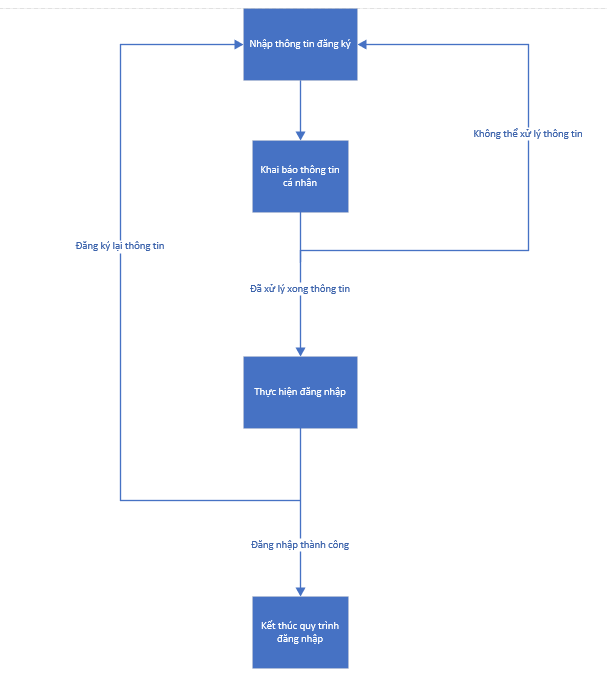 Nhập thông tin đăng ký
Không thể xử lý thông tin
Khai báo thông tin
cá nhân
Đăng ký lại thông tin
Đã xử lý xong thông tin
Thực hiện đăng nhập
Đăng nhập thành công
Kết thúc quy trình
đăng nhập